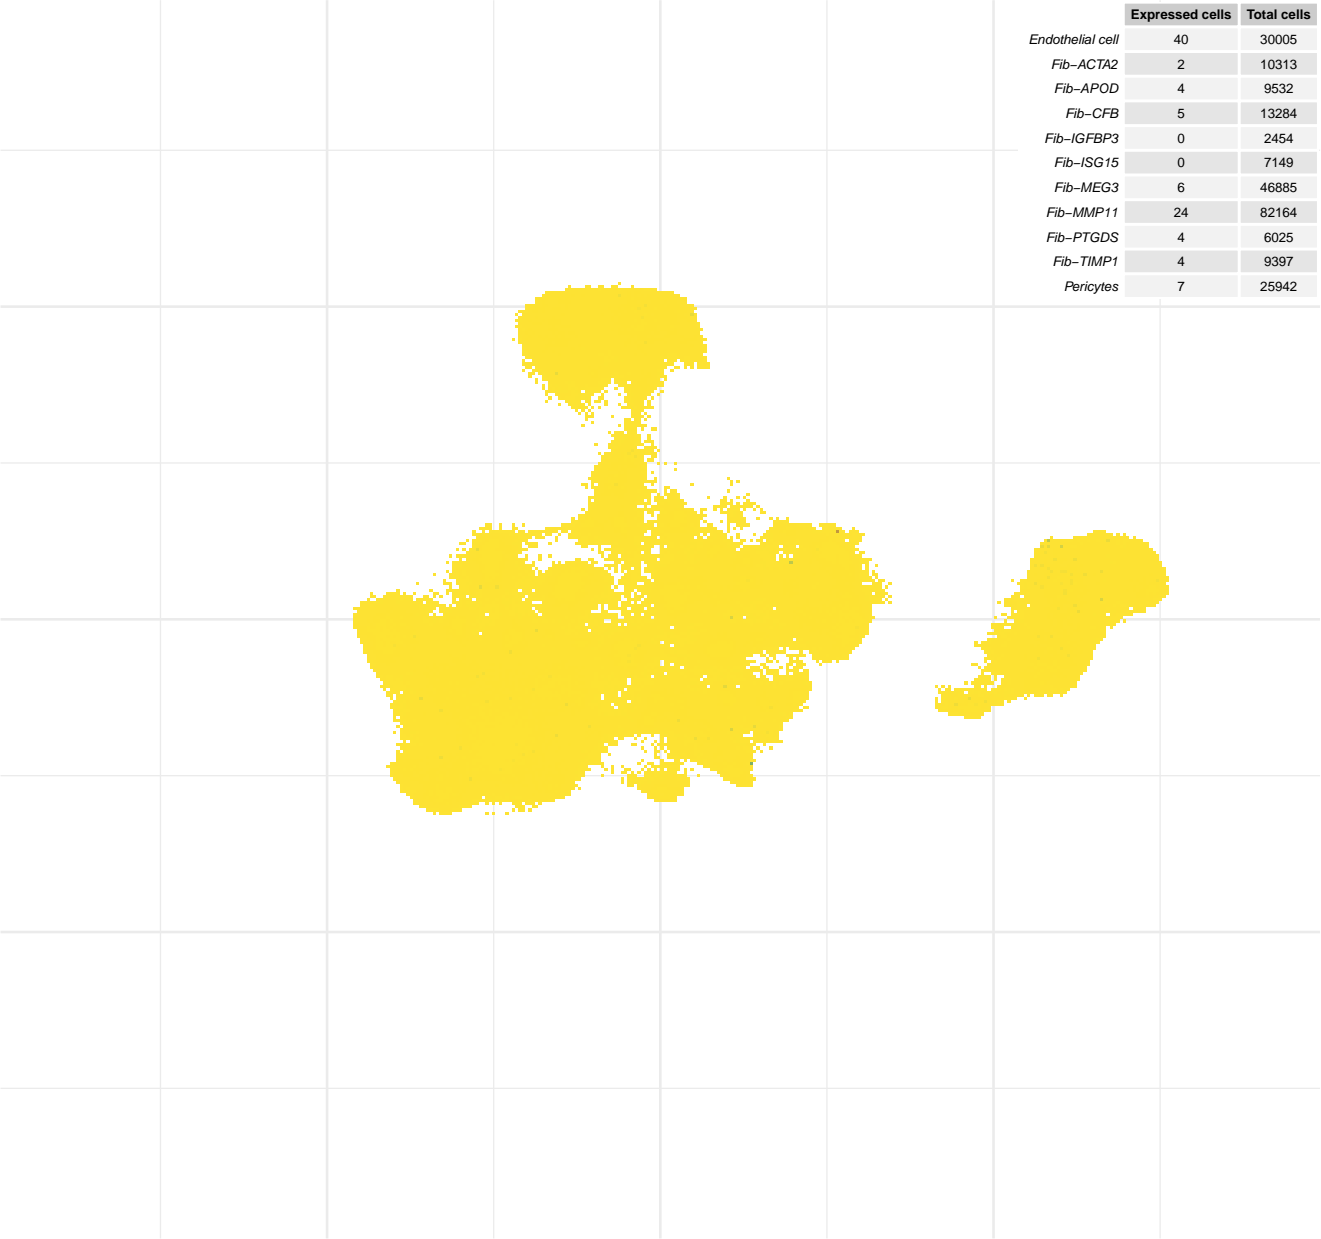 Expressed cells Total cells
Endothelial cell 40 30005
Fib−ACTA2 2 10313
Fib−APOD 4 9532
Fib−CFB 5 13284
Fib−IGFBP3 0 2454
Fib−ISG15 0 7149
Fib−MEG3 6 46885
Fib−MMP11 24 82164
Fib−PTGDS 4 6025
Fib−TIMP1 4 9397
Pericytes 7 25942